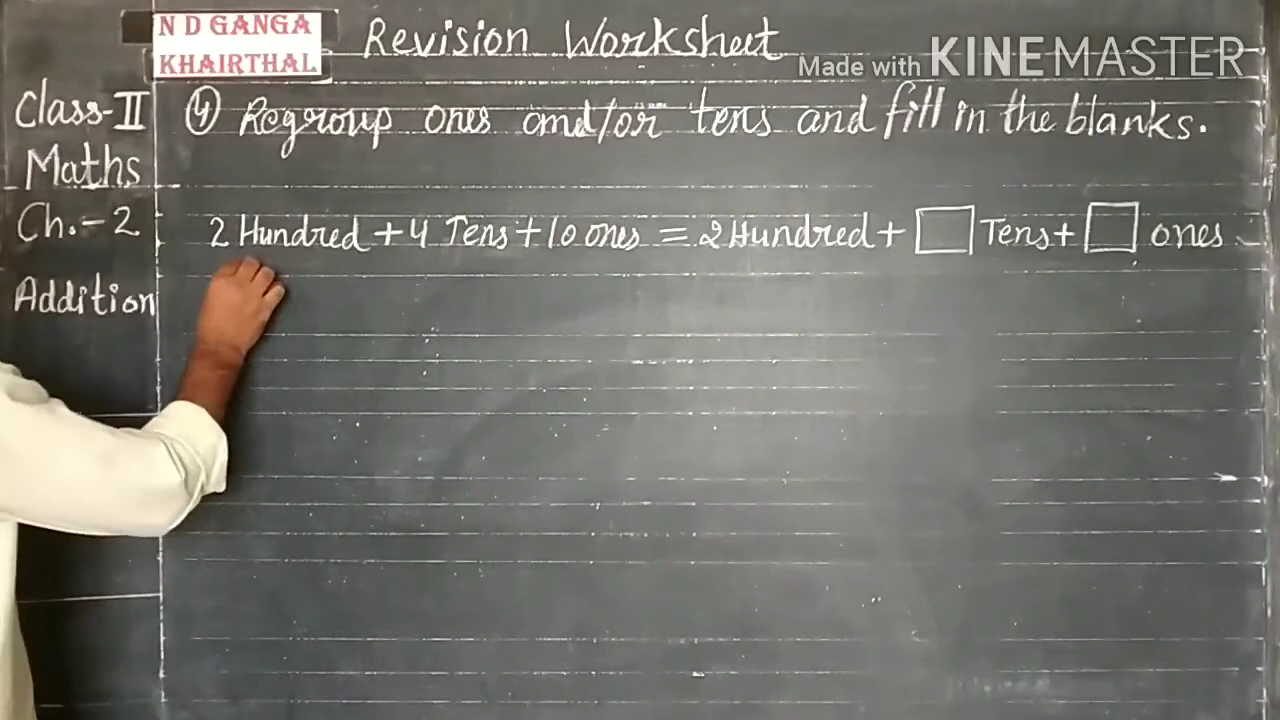 N D GANGA
KHAIRTHAL
Revision Worksheet
Made with KINEMASTER
Class-II
Maths
Ch.-2
Addition
④ Regroup ones and/or tens and fill in the blanks.
2 Hundred + 4 Tens + 10 ones = 2 Hundred + □ Tens + □ ones